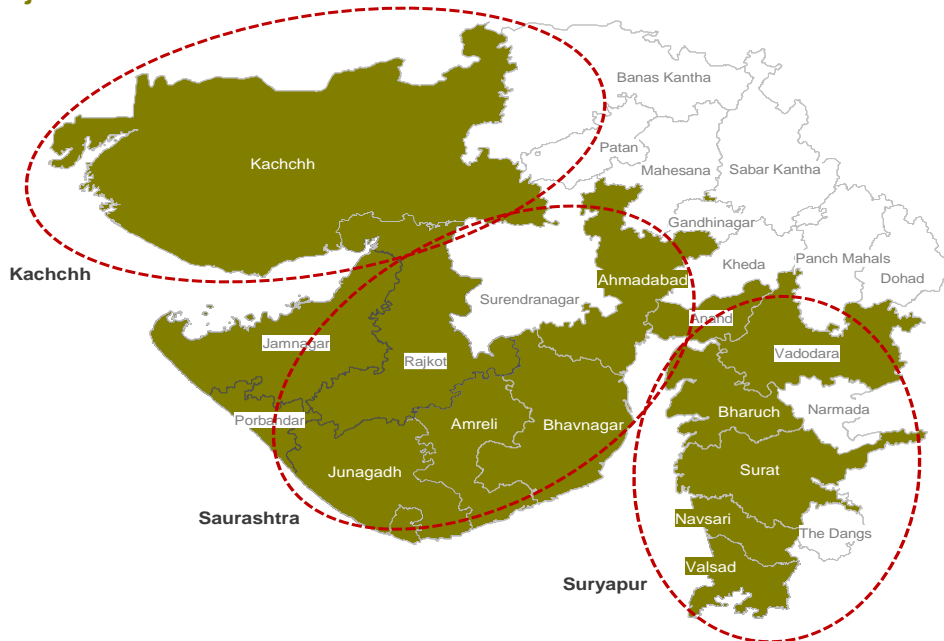 Banas Kantha
Patan
Mahesana
Sabar Kantha
Kachchh
Gandhinagar
Kachchh
Kheda
Panch Mahals
Dohad
Ahmadabad
Surendranagar
Anand
Jamnagar
Rajkot
Vadodara
Porbandar
Amreli
Bhavnagar
Bharuch
Narmada
Junagadh
Surat
Saurashtra
Navsari
The Dangs
Valsad
Suryapur